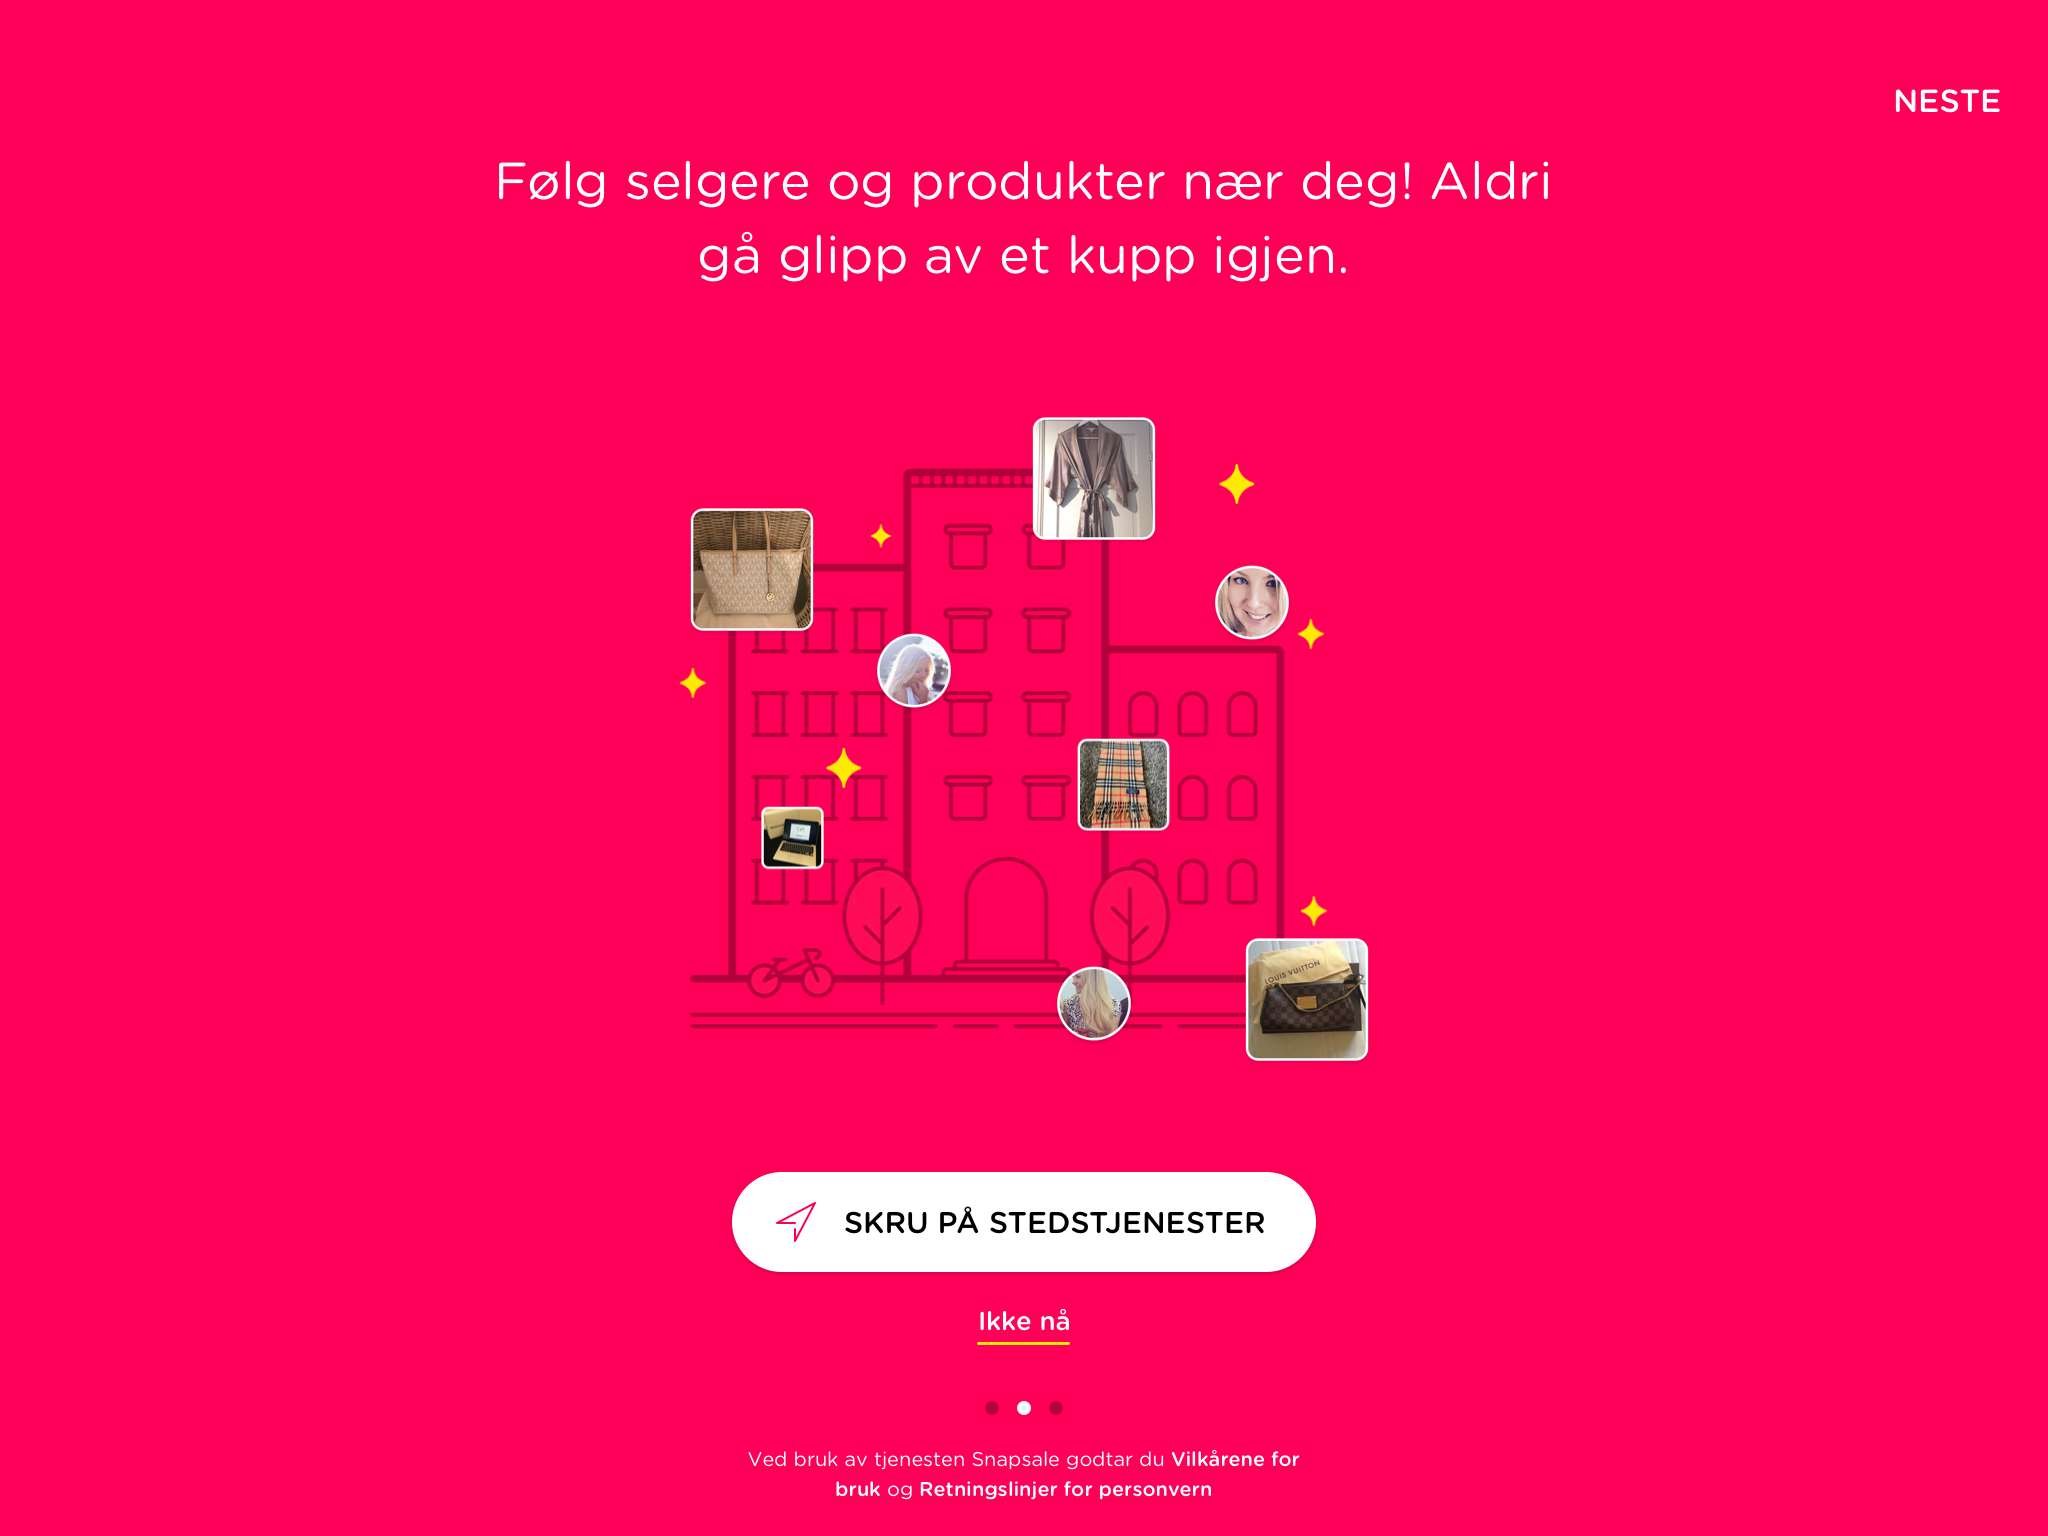 NESTE
Følg selgere og produkter nær deg! Aldri
gå glipp av et kupp igjen.
LOUIS VUITTON
SKRU PÅ STEDSTJENESTER
Ikke nå
Ved bruk av tjenesten Snapsale godtar du Vilkårene for
bruk og Retningslinjer for personvern